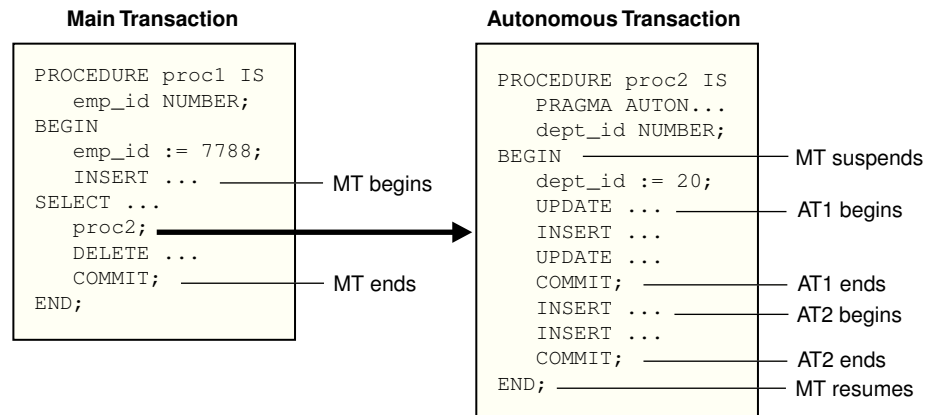 Main Transaction
PROCEDURE proc1 IS
emp_id NUMBER;
BEGIN
emp_id := 7788;
INSERT ... MT begins
SELECT ...
proc2;
DELETE ...
COMMIT; MT ends
END;
Autonomous Transaction
PROCEDURE proc2 IS
PRAGMA AUTON...
dept_id NUMBER;
BEGIN MT suspends
dept_id := 20;
UPDATE ... AT1 begins
INSERT ...
UPDATE ...
COMMIT; AT1 ends
INSERT ... AT2 begins
INSERT ...
COMMIT; AT2 ends
END; MT resumes